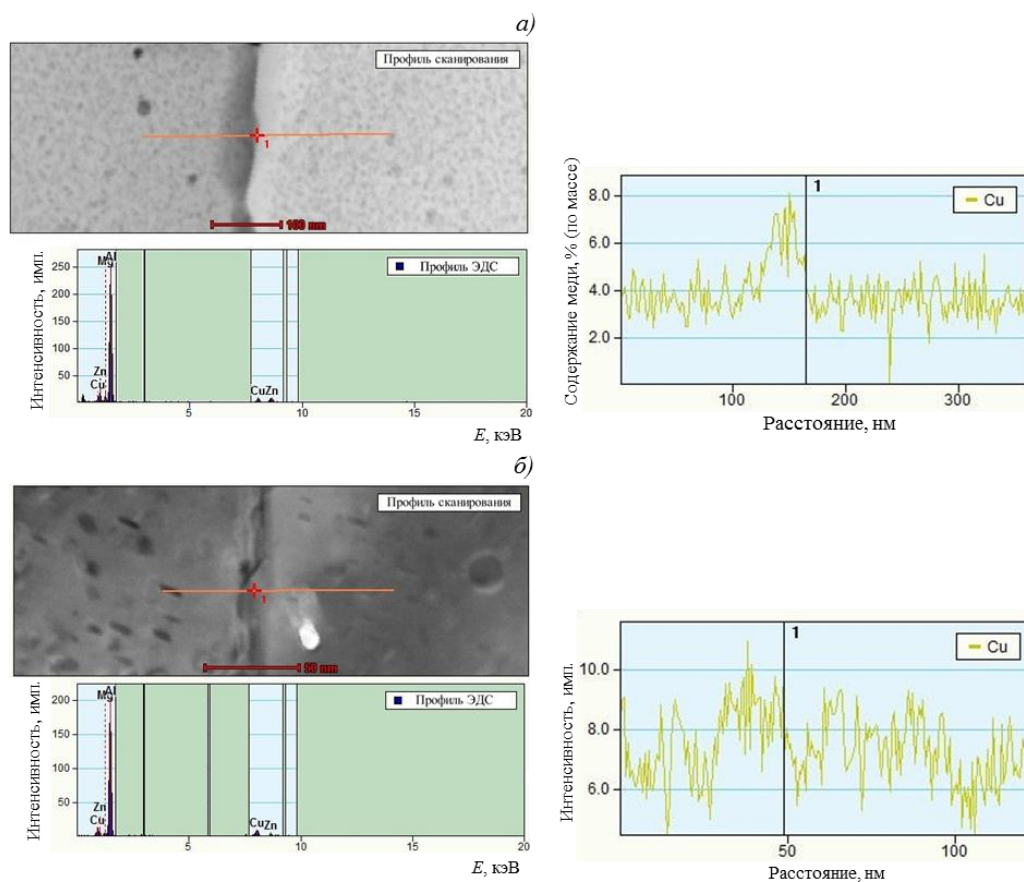 а)
Профиль сканирования
1
100 nm
Интенсивность, имп.
250
200
150
100
50
Mg Al
Zn
Cu
CuZn
Профиль ЭДС
5 10 15 20
E, кэВ
Содержание меди, % (по массе)
8.0
6.0
4.0
2.0
1
Cu
100 200 300
Расстояние, нм
б)
Профиль сканирования
1
50 nm
Интенсивность, имп.
200
150
100
50
Mg Al
Zn
Cu
CuZn
Профиль ЭДС
5 10 15 20
E, кэВ
Интенсивность, имп.
10.0
8.0
6.0
1
Cu
50 100
Расстояние, нм